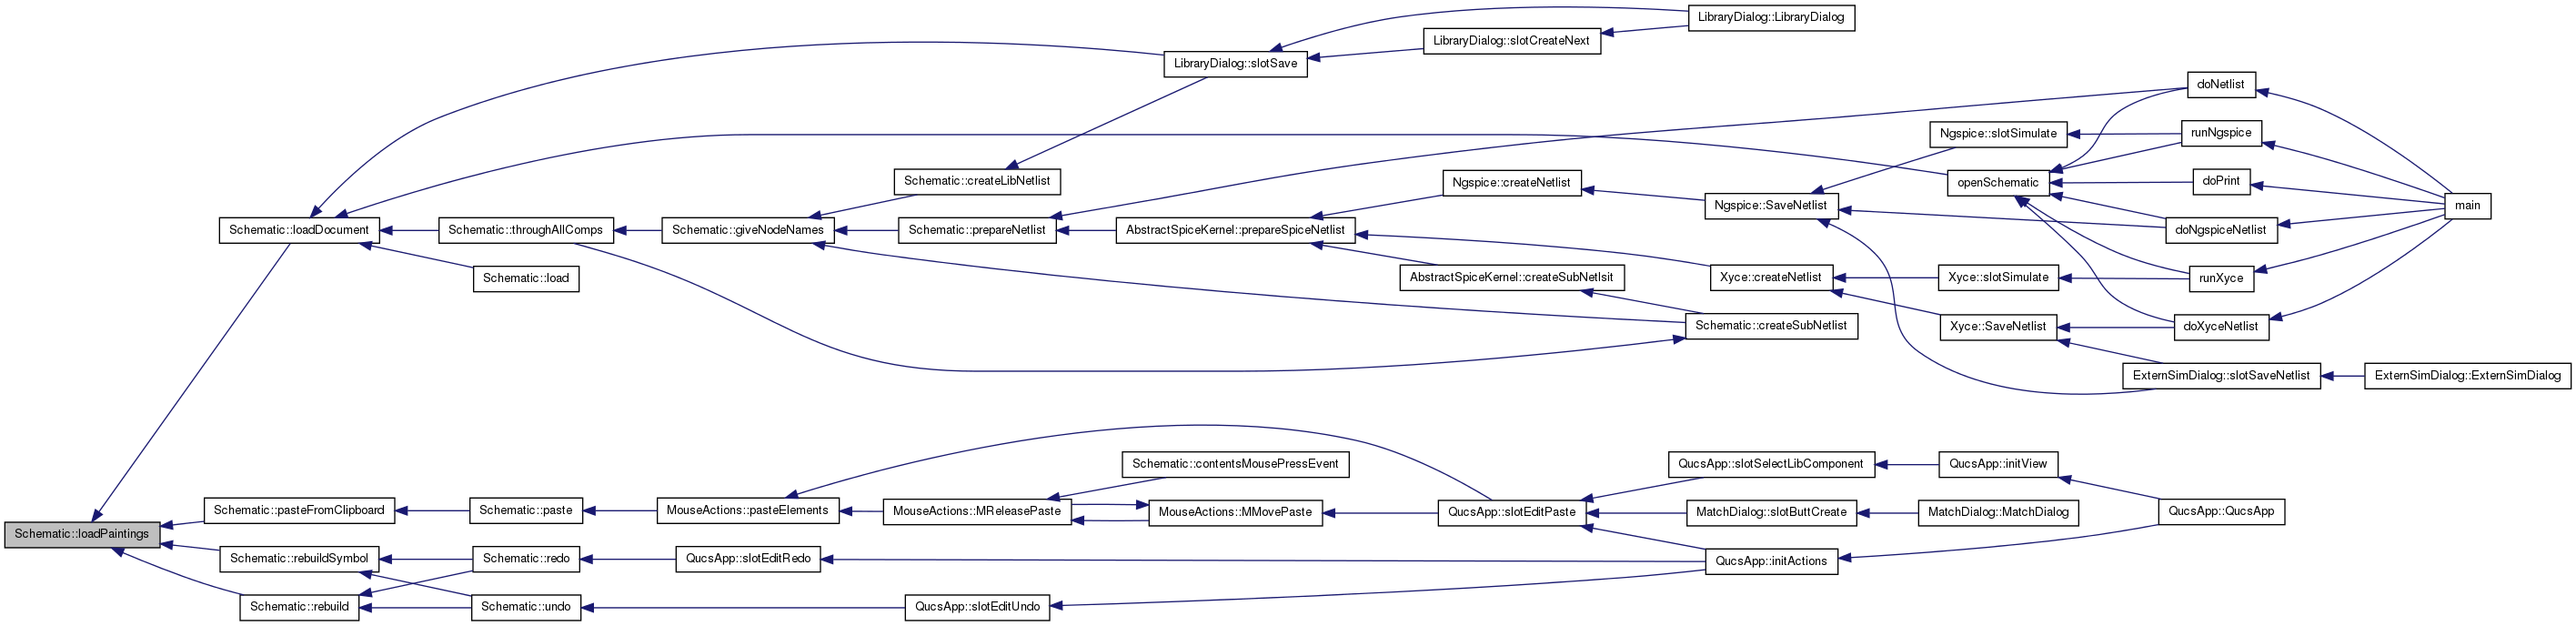 LibraryDialog::LibraryDialog
LibraryDialog::slotCreateNext
LibraryDialog::slotSave
doNetlist
Ngspice::slotSimulate
runNgspice
Schematic::createLibNetlist
Ngspice::createNetlist
openSchematic
doPrint
Ngspice::SaveNetlist
main
Schematic::loadDocument
Schematic::throughAllComps
Schematic::giveNodeNames
Schematic::prepareNetlist
AbstractSpiceKernel::prepareSpiceNetlist
doNgspiceNetlist
Schematic::load
AbstractSpiceKernel::createSubNetlsit
Xyce::createNetlist
Xyce::slotSimulate
runXyce
Schematic::createSubNetlist
Xyce::SaveNetlist
doXyceNetlist
ExternSimDialog::slotSaveNetlist
ExternSimDialog::ExternSimDialog
Schematic::contentsMousePressEvent
QucsApp::slotSelectLibComponent
QucsApp::initView
Schematic::pasteFromClipboard
Schematic::paste
MouseActions::pasteElements
MouseActions::MReleasePaste
MouseActions::MMovePaste
QucsApp::slotEditPaste
MatchDialog::slotButtCreate
MatchDialog::MatchDialog
QucsApp::QucsApp
Schematic::loadPaintings
Schematic::rebuildSymbol
Schematic::redo
QucsApp::slotEditRedo
QucsApp::initActions
Schematic::rebuild
Schematic::undo
QucsApp::slotEditUndo